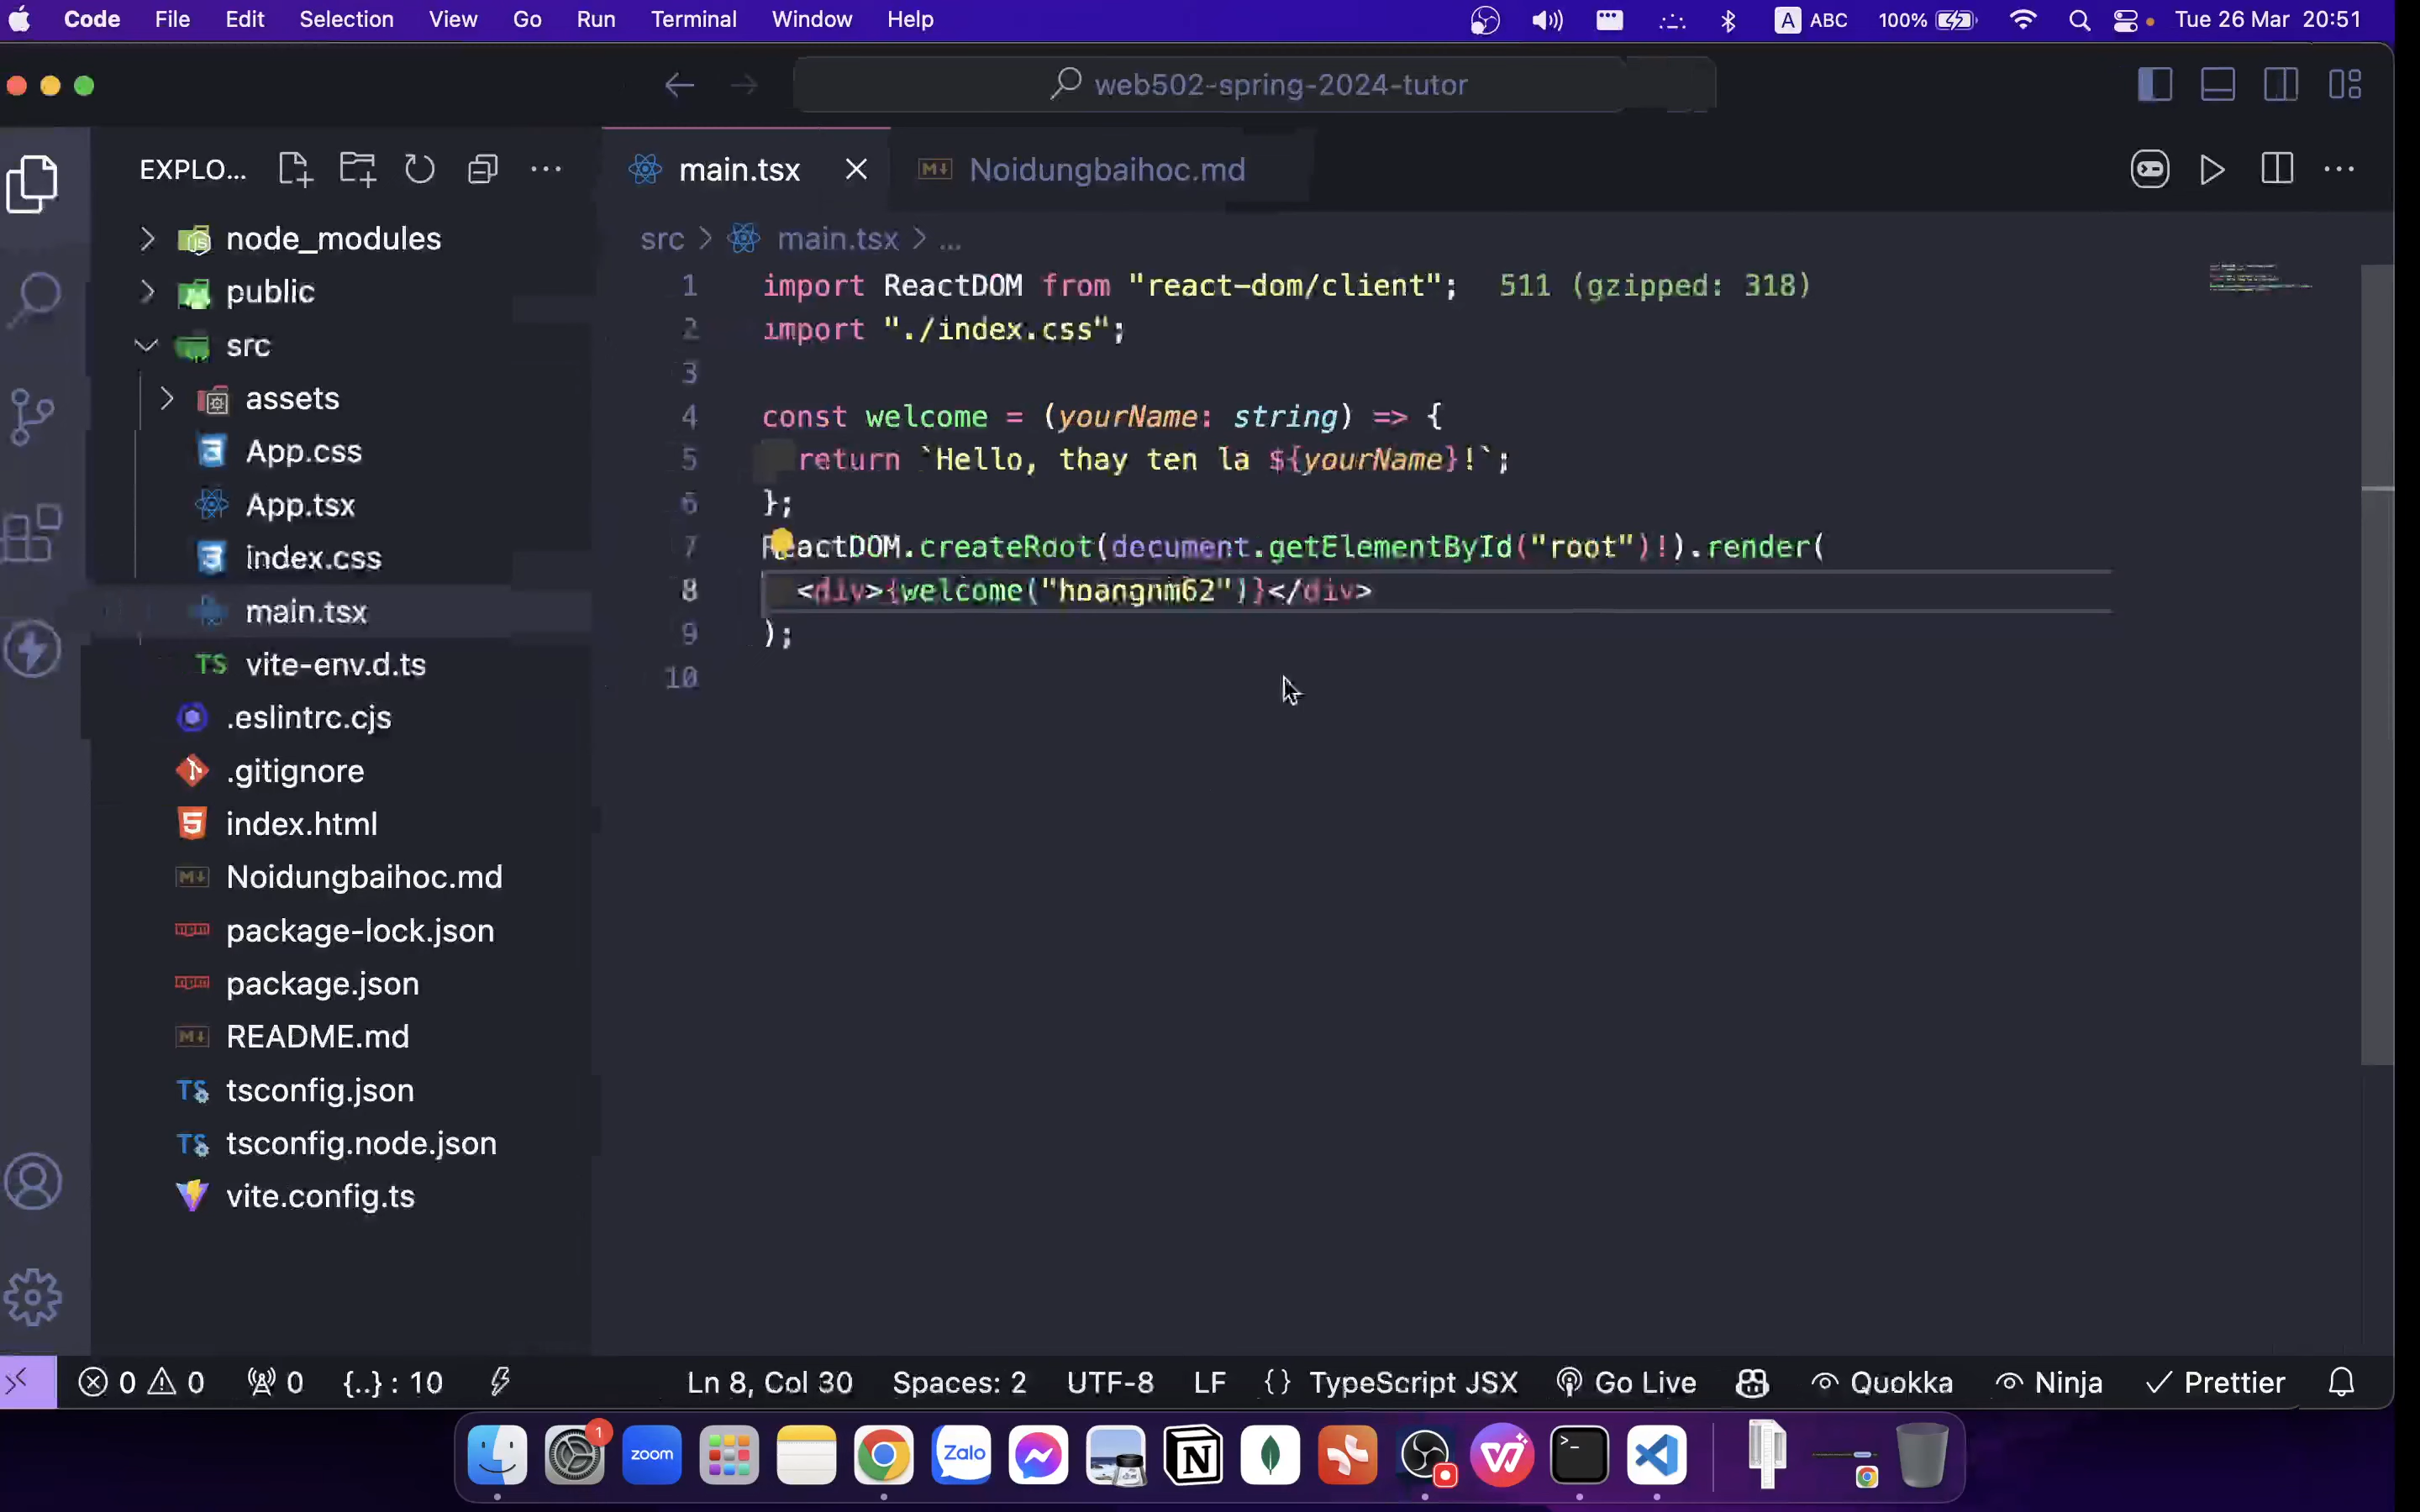 Code File Edit Selection View Go Run Terminal Window Help A ABC 100% Tue 26 Mar 20:51
web502-spring-2024-tutor
EXPLO...
main.tsx
Noidungbaihoc.md
node_modules
public
src
assets
App.css
App.tsx
index.css
main.tsx
TS vite-env.d.ts
.eslintrc.cjs
.gitignore
index.html
Noidungbaihoc.md
package-lock.json
package.json
README.md
TS tsconfig.json
TS tsconfig.node.json
vite.config.ts
src > main.tsx > ...
1 import ReactDOM from "react-dom/client"; 511 (gzipped: 318)
2 import "./index.css";
3
4 const welcome = (yourName: string) => {
5 return `Hello, thay ten la ${yourName}!`;
6 };
7 ReactDOM.createRoot(document.getElementById("root")!).render(
8 <div>{welcome("hoangnm62")}</div>
9 );
10
0 0 0 {..} : 10 Ln 8, Col 30 Spaces: 2 UTF-8 LF {} TypeScript JSX Go Live Quokka Ninja Prettier
1
zoom
Zalo